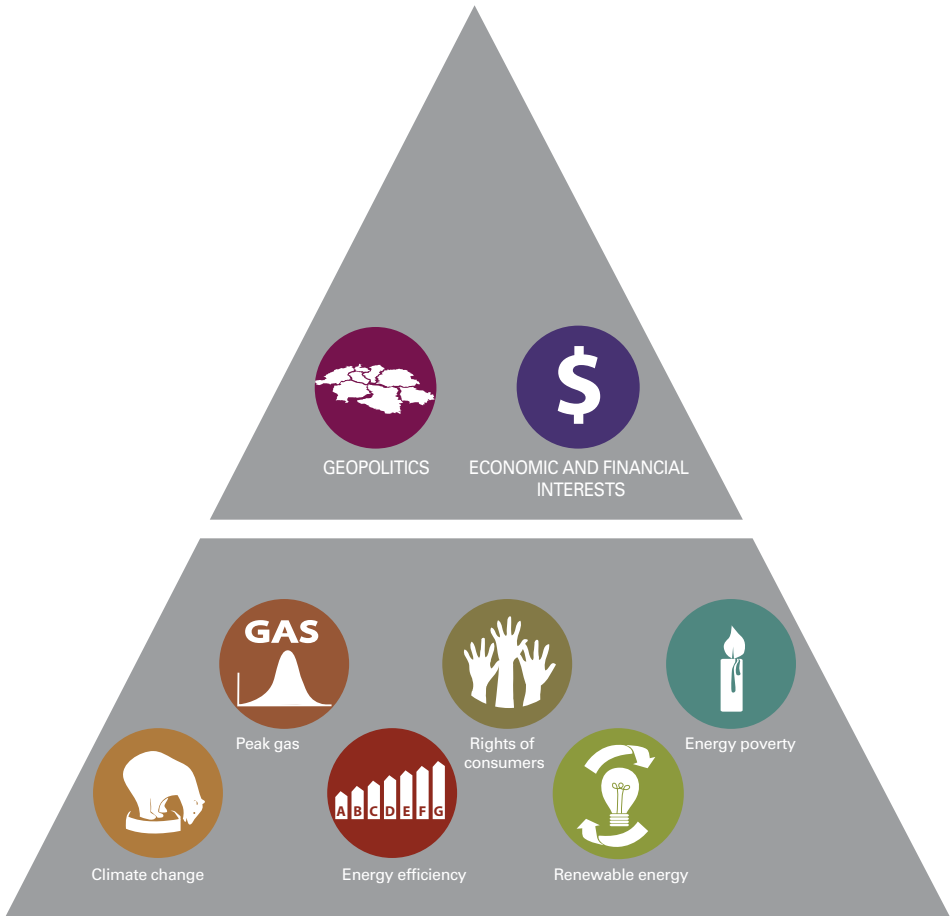 $
GEOPOLITICS
ECONOMIC AND FINANCIAL
INTERESTS
GAS
Peak gas
Rights of
consumers
Energy poverty
A B C D E F G
Climate change
Energy efficiency
Renewable energy